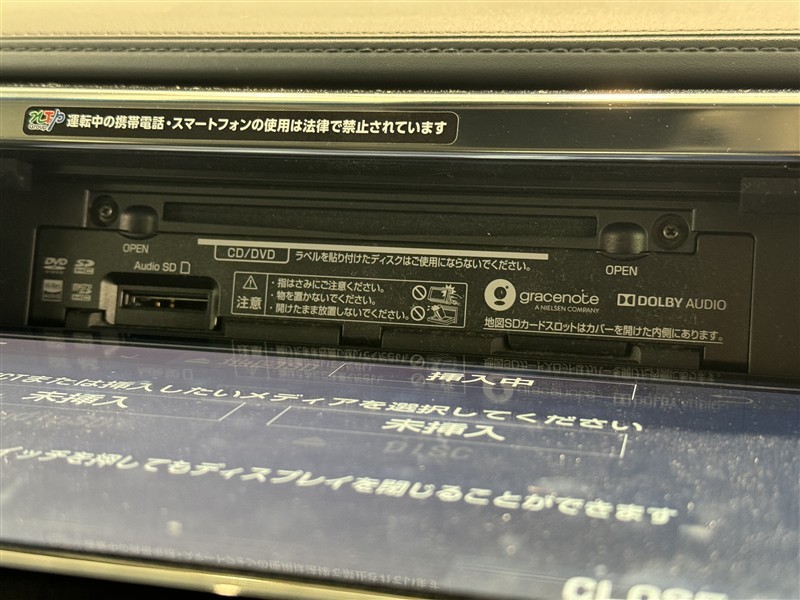 運転中の携帯電話・スマートフォンの使用は法律で禁止されています
OPEN
CD/DVD ラベルを貼り付けたディスクはご使用にならないでください。
OPEN
Audio SD
注意
・指はさみにご注意ください。
・物を置かないでください。
・開けたまま放置しないでください。
gracenote
A NIELSEN COMPANY
DOLBY AUDIO
地図SDカードスロットはカバーを開けた内側にあります。
挿入中
CTまたは挿入したいメディアを選択してください
未挿入
未挿入
DISC
イッチを押してもディスプレイを閉じることができます
CLOSE